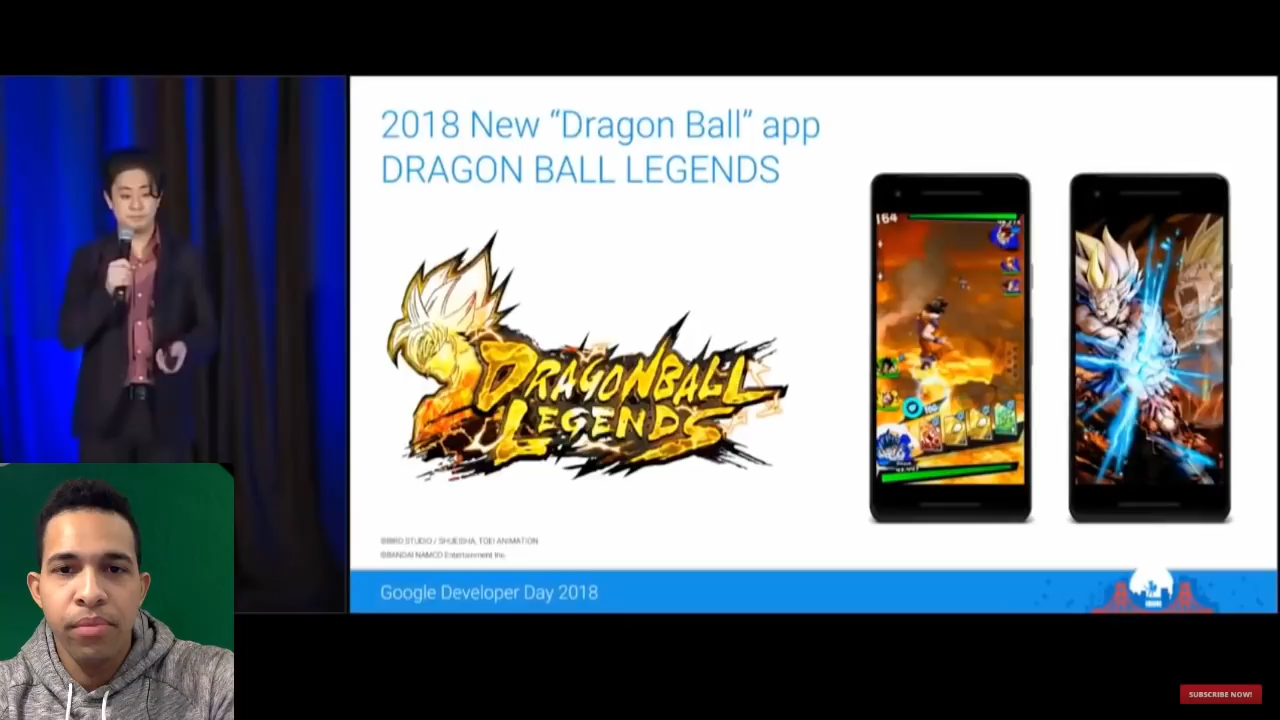 2018 New “Dragon Ball” app
DRAGON BALL LEGENDS
164
DRAGONBALL
LEGENDS
©BIRD STUDIO / SHUEISHA, TOEI ANIMATION
©BANDAI NAMCO Entertainment Inc.
Google Developer Day 2018
SUBSCRIBE NOW!